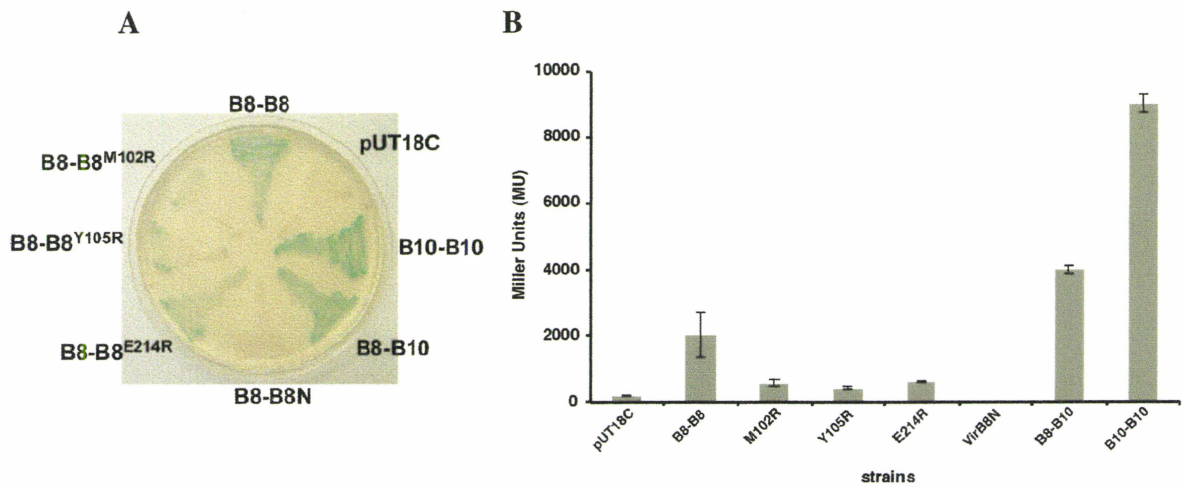 A
B8-B8
pUT18C
B8-B8M102R
B8-B8Y105R
B10-B10
B8-B8E214R
B8-B10
B8-B8N
B
10000
8000
6000
4000
2000
0
Miller Units (MU)
pUT18C
B8-B8
M102R
Y105R
E214R
VirB8N
B8-B10
B10-B10
strains